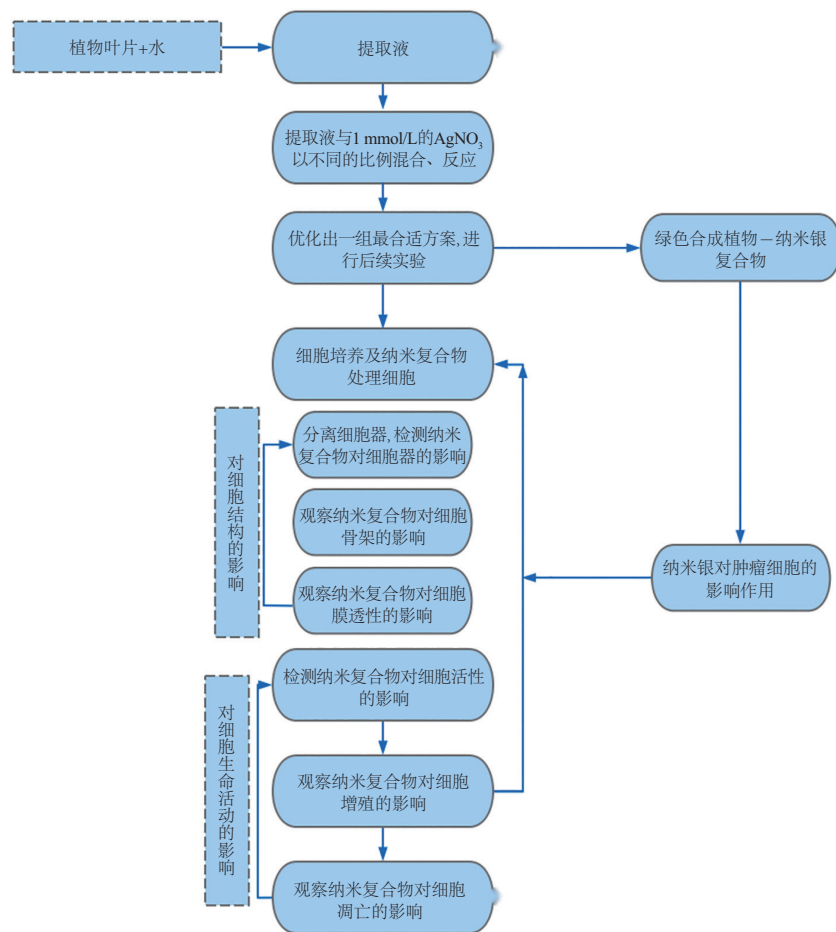 植物叶片+水
提取液
提取液与1 mmol/L的AgNO₃
以不同的比例混合、反应
优化出一组最合适方案,进
行后续实验
绿色合成植物－纳米银
复合物
细胞培养及纳米复合物
处理细胞
对细胞结构的影响
分离细胞器,检测纳米
复合物对细胞器的影响
观察纳米复合物对细胞
骨架的影响
观察纳米复合物对细胞
膜透性的影响
纳米银对肿瘤细胞的
影响作用
对细胞生命活动的影响
检测纳米复合物对细胞活性
的影响
观察纳米复合物对细胞
增殖的影响
观察纳米复合物对细胞
凋亡的影响